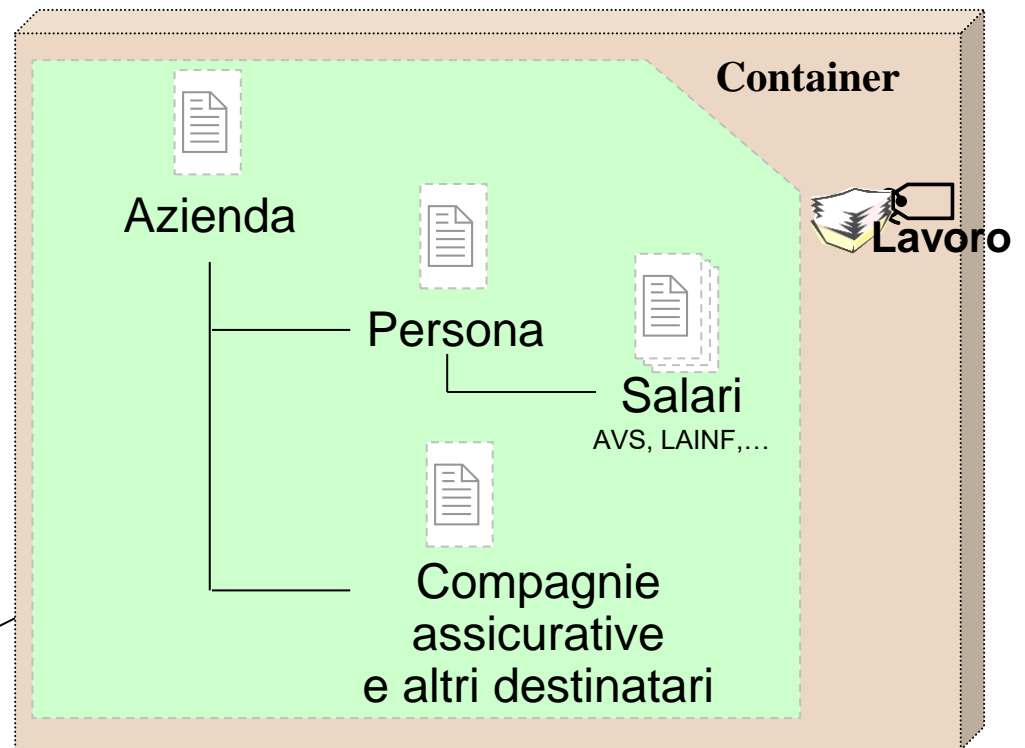 Container
Azienda
Lavoro
Persona
Salari
AVS, LAINF,…
Compagnie
assicurative
e altri destinatari